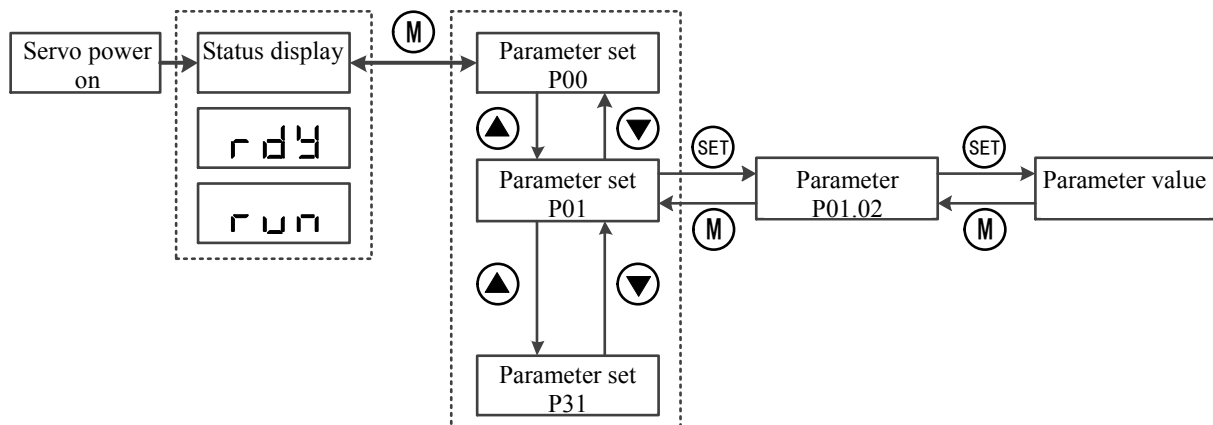 Servo power
on
Status display
rdy
run
M
Parameter set
P00
Parameter set
P01
Parameter set
P31
SET
M
Parameter
P01.02
SET
M
Parameter value